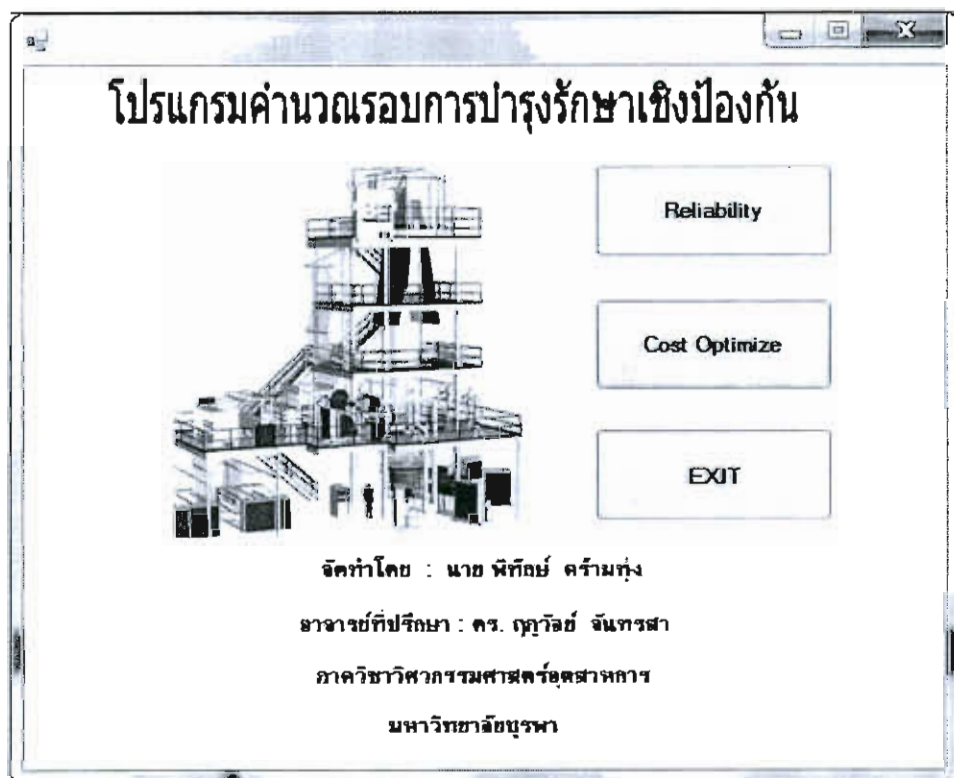 โปรแกรมคำนวณรอบการบำรุงรักษาเชิงป้องกัน
Reliability
Cost Optimize
EXIT
จัดทำโดย : นาย พิทักษ์ คร้ามทุ่ง
อาจารย์ที่ปรึกษา : ดร. ฤภูวัลย์ จันทรสา
ภาควิชาวิศวกรรมศาสตร์อุตสาหการ
มหาวิทยาลัยบูรพา